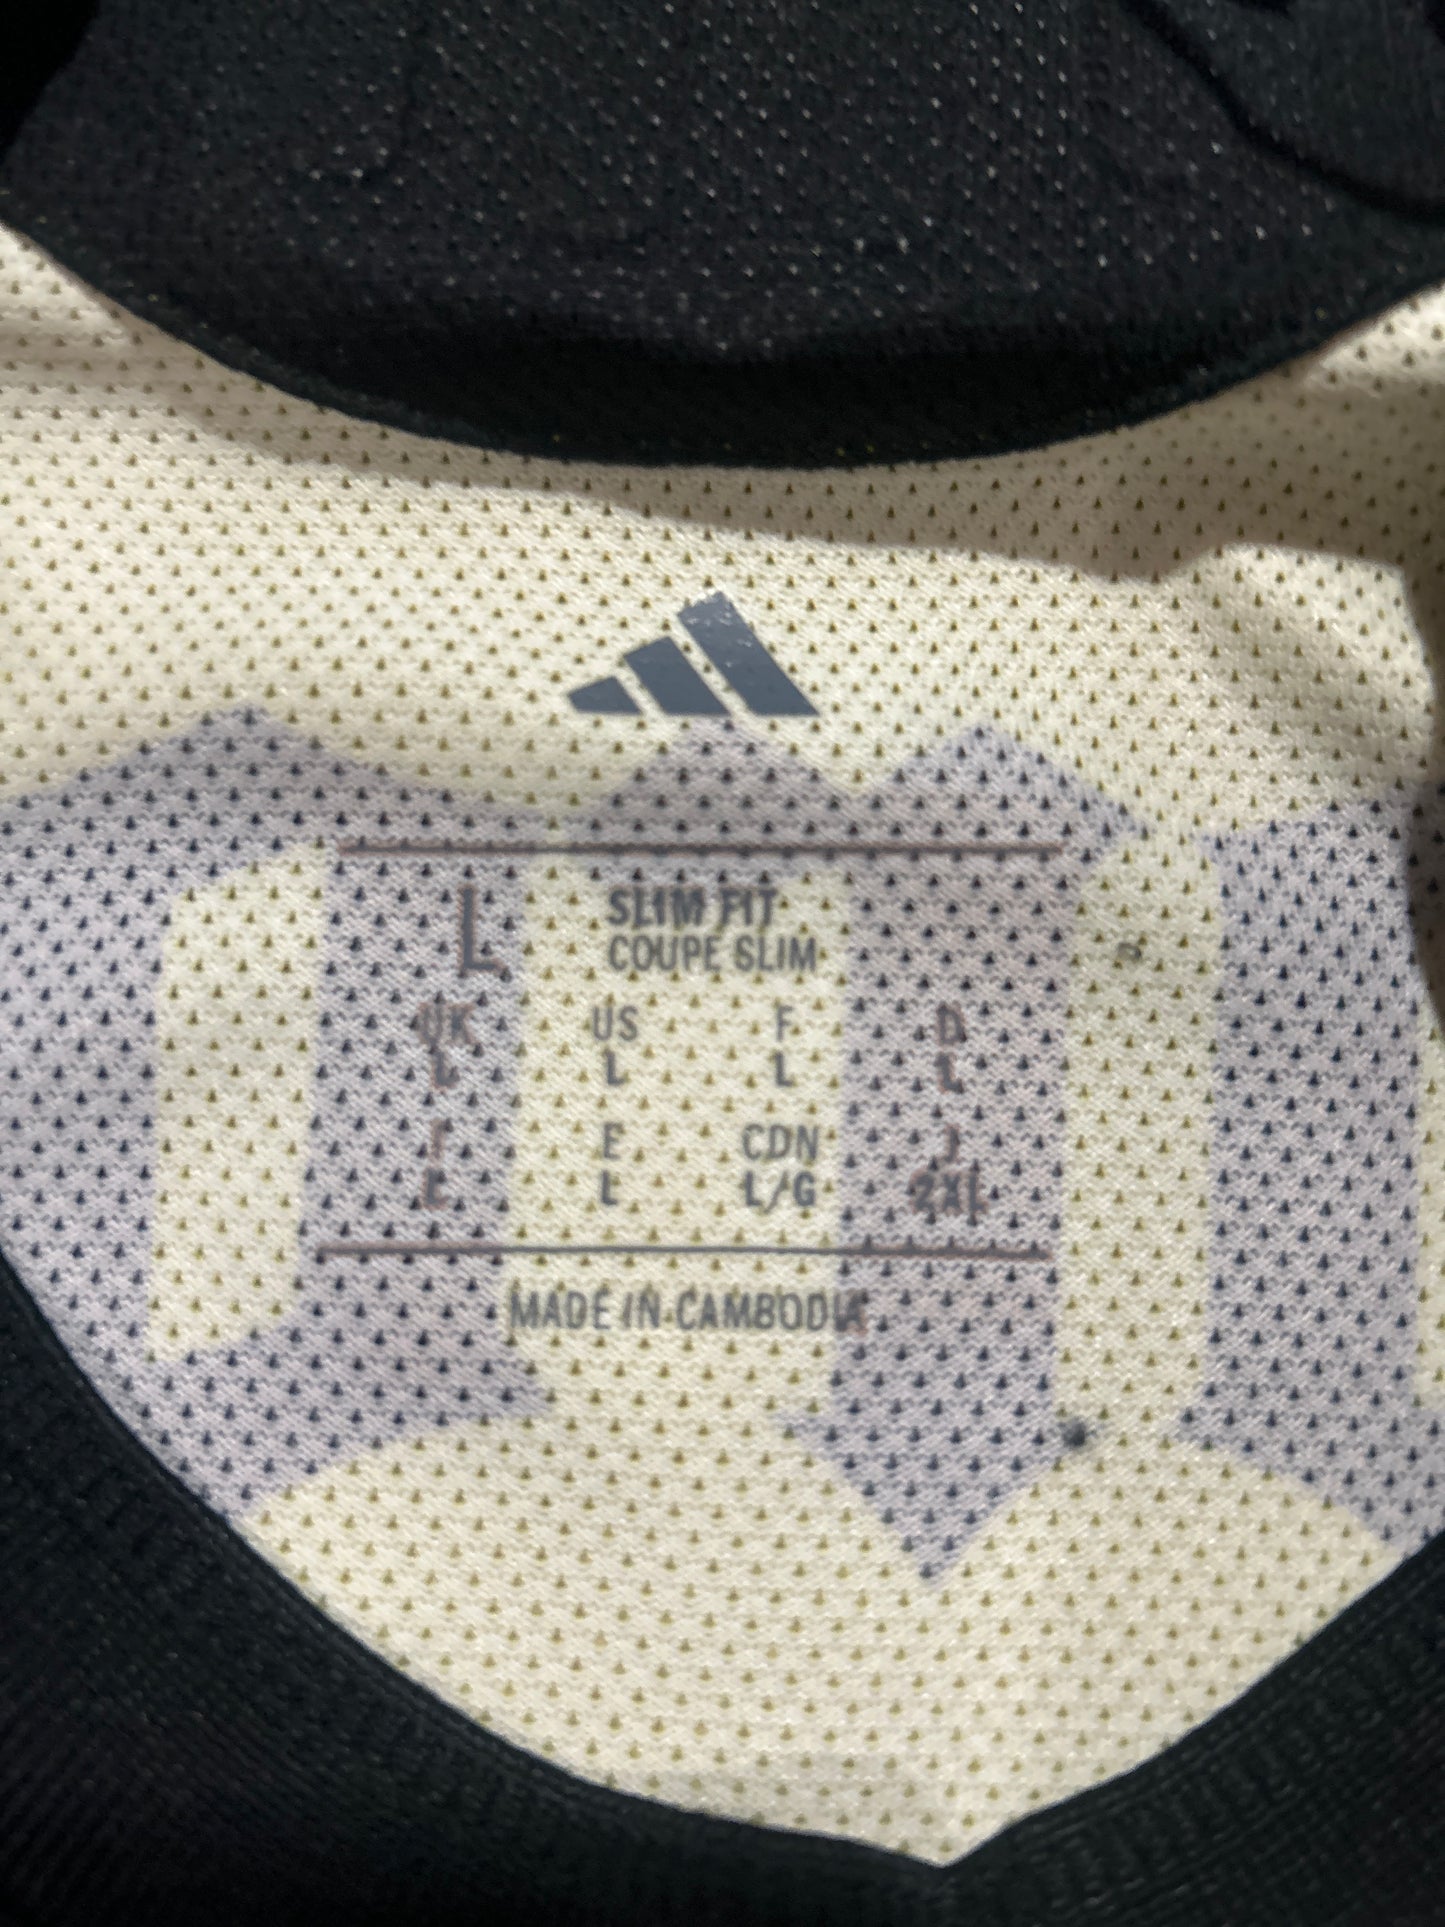 L SLIM FIT
COUPE SLIM
UK US F D
L L L L
I E CDN J
L L L/G 2XL
MADE IN CAMBODIA